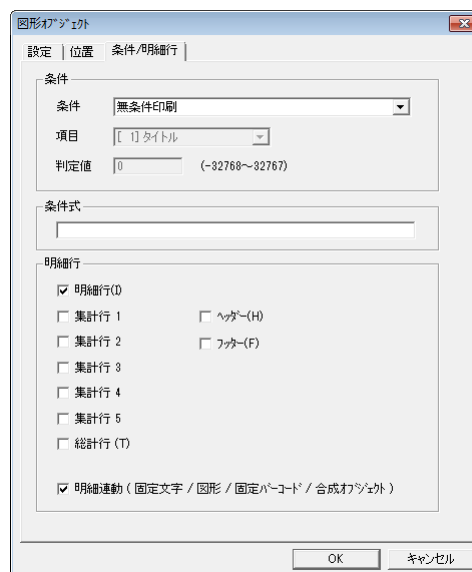 図形ｵﾌﾞｼﾞｪｸﾄ
設定 位置 条件/明細行
条件
条件 無条件印刷
項目 [ 1]タイトル
判定値 0 (-32768～32767)
条件式
明細行
明細行(I)
集計行 1 ﾍｯﾀﾞｰ(H)
集計行 2 ﾌｯﾀｰ(F)
集計行 3
集計行 4
集計行 5
総計行 (T)
明細連動 ( 固定文字 / 図形 / 固定ﾊﾞｰｺｰﾄﾞ / 合成ｵﾌﾞｼﾞｪｸﾄ )
OK キャンセル